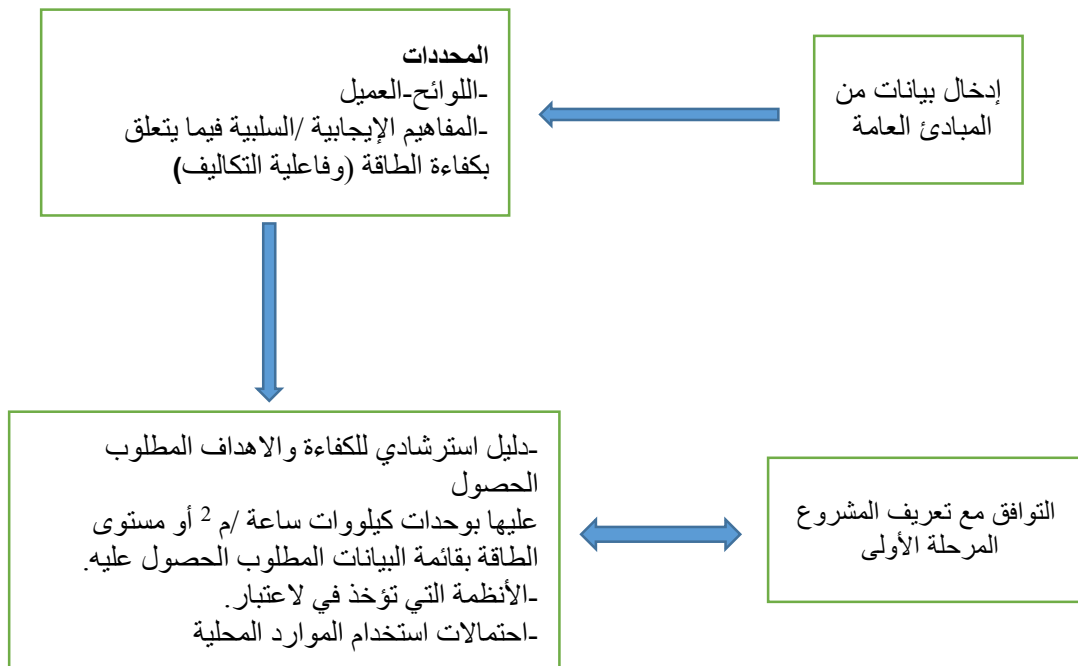 إدخال بيانات من
المبادئ العامة
المحددات
-اللوائح-العميل
-المفاهيم الإيجابية /السلبية فيما يتعلق
بكفاءة الطاقة (وفاعلية التكاليف)
-دليل استرشادي للكفاءة والاهداف المطلوب
الحصول
عليها بوحدات كيلووات ساعة /م 2 أو مستوى
الطاقة بقائمة البيانات المطلوب الحصول عليه.
-الأنظمة التي تؤخذ في لاعتبار.
-احتمالات استخدام الموارد المحلية
التوافق مع تعريف المشروع
المرحلة الأولى